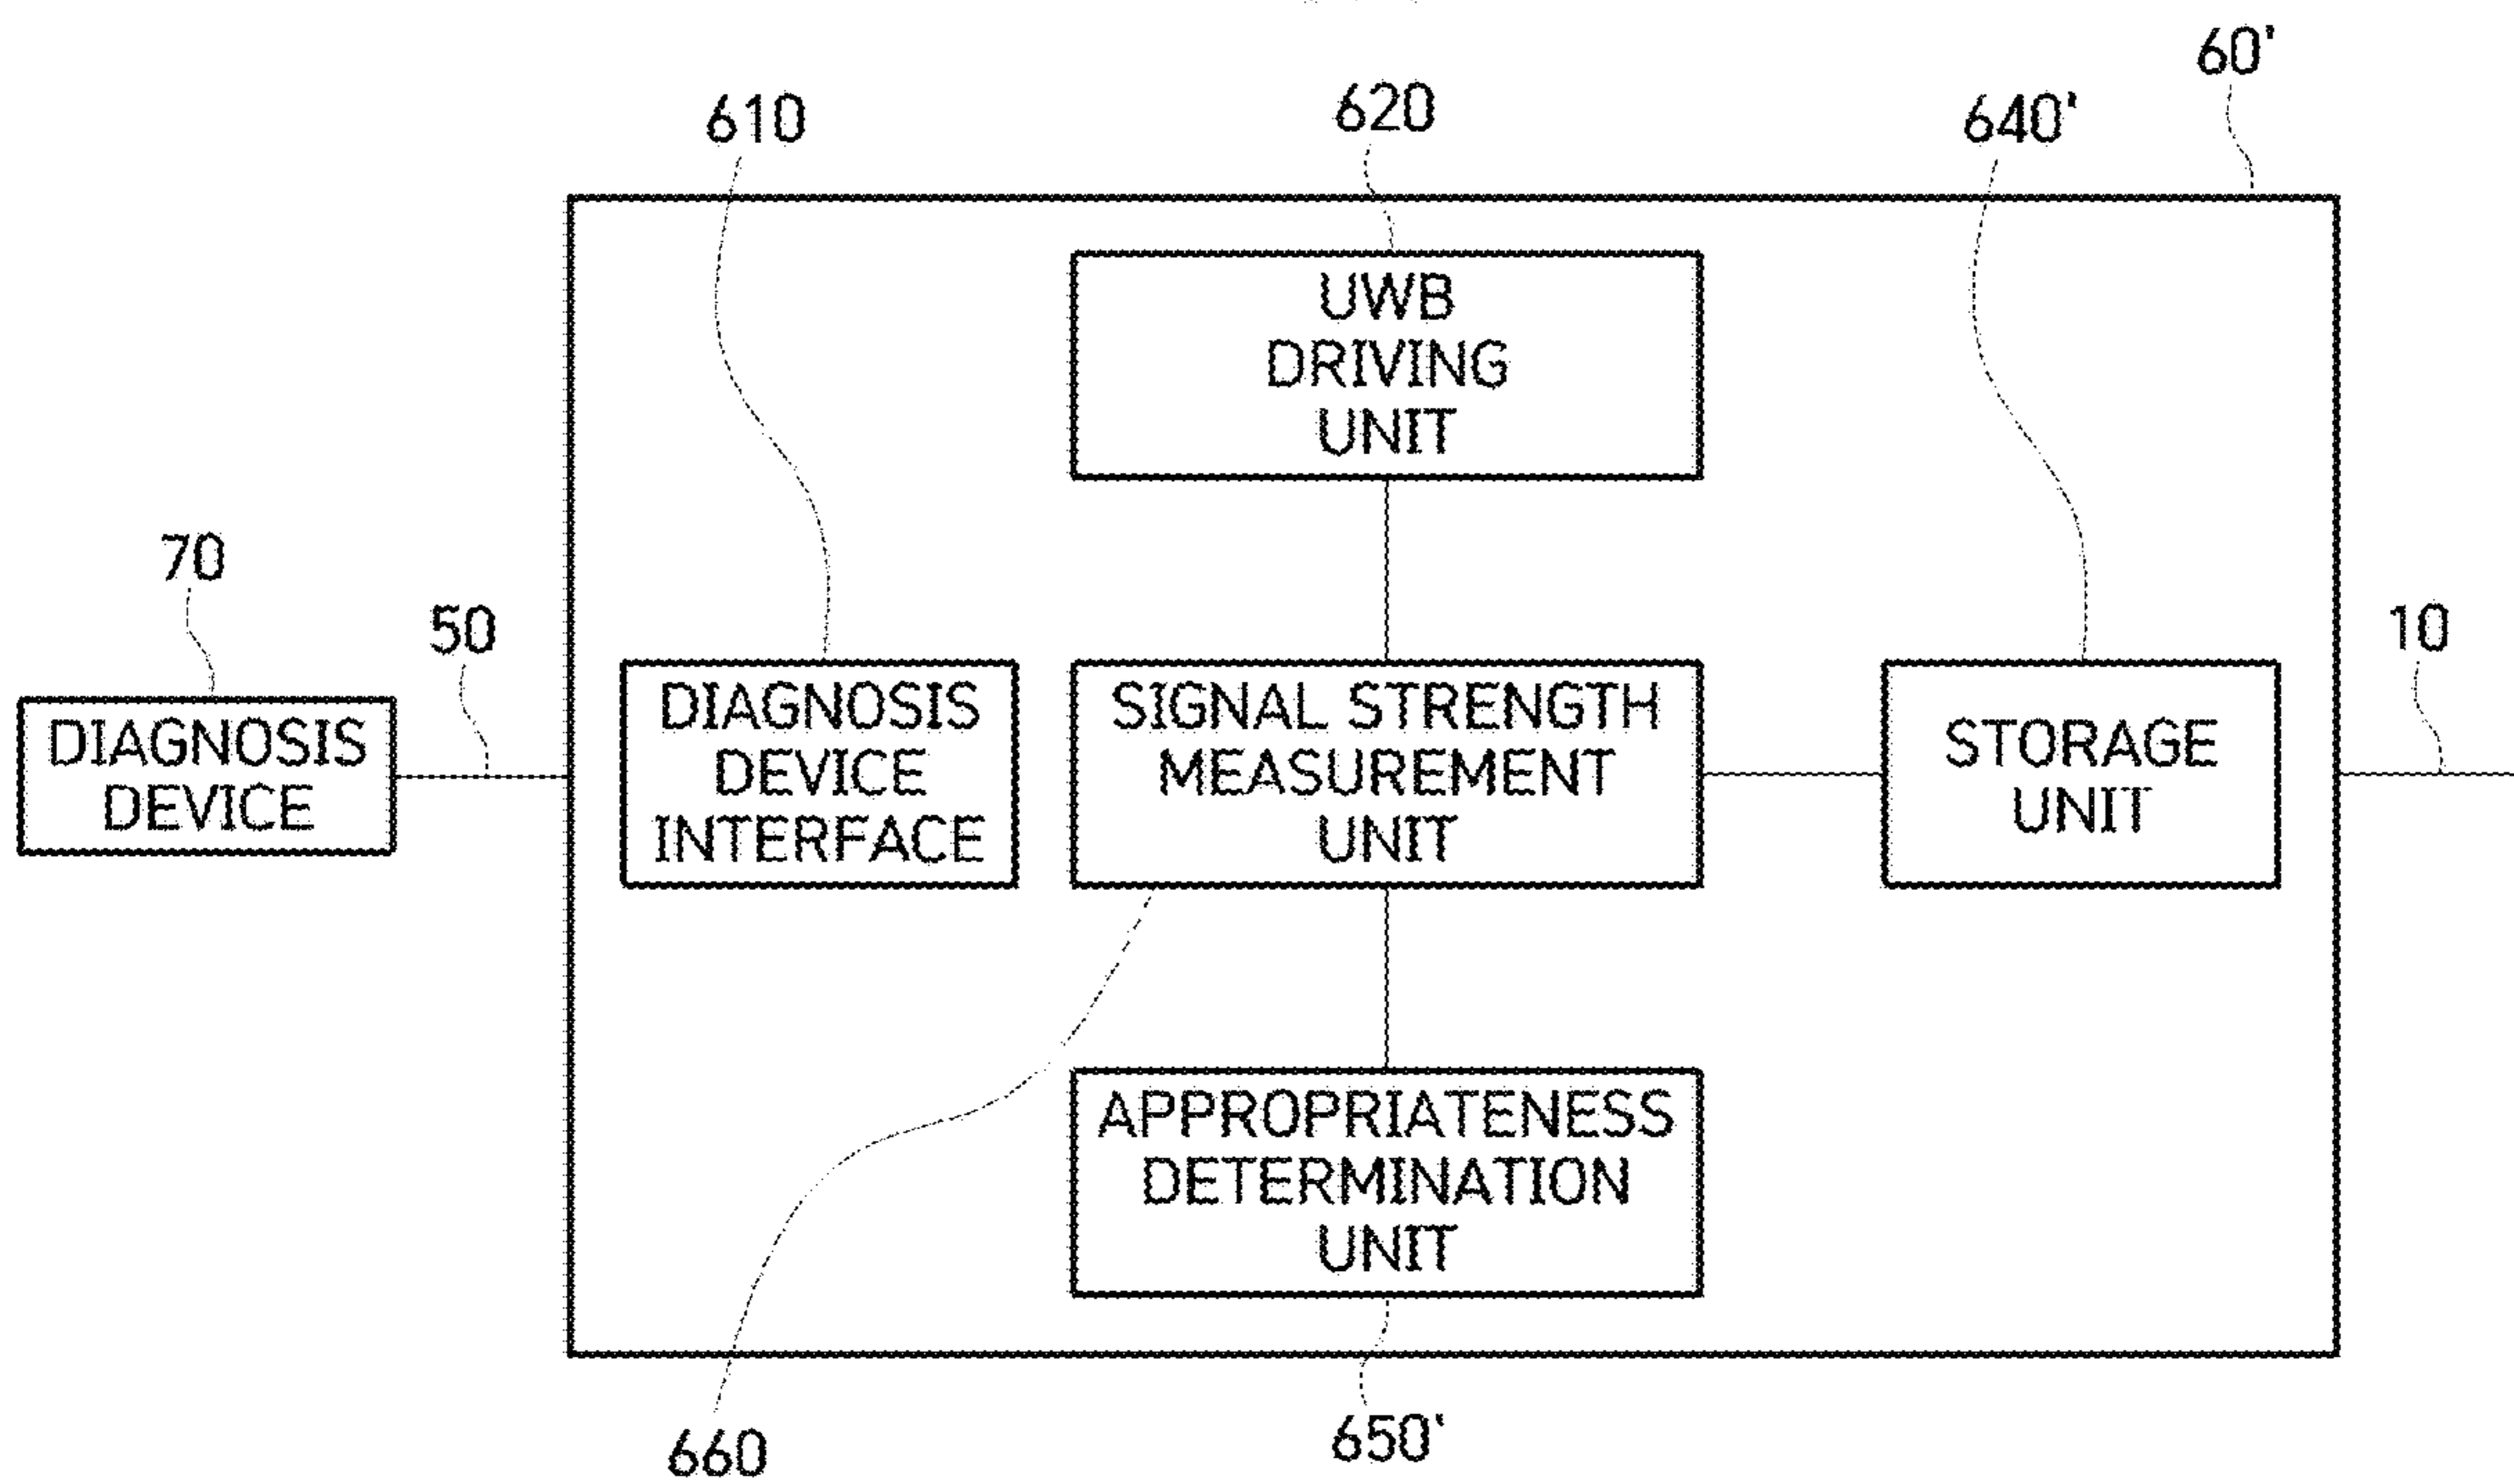 60'
610
620
640'
UWB
DRIVING
UNIT
70
50
10
DIAGNOSIS
DEVICE
DIAGNOSIS
DEVICE
INTERFACE
SIGNAL STRENGTH
MEASUREMENT
UNIT
STORAGE
UNIT
APPROPRIATENESS
DETERMINATION
UNIT
660
650'